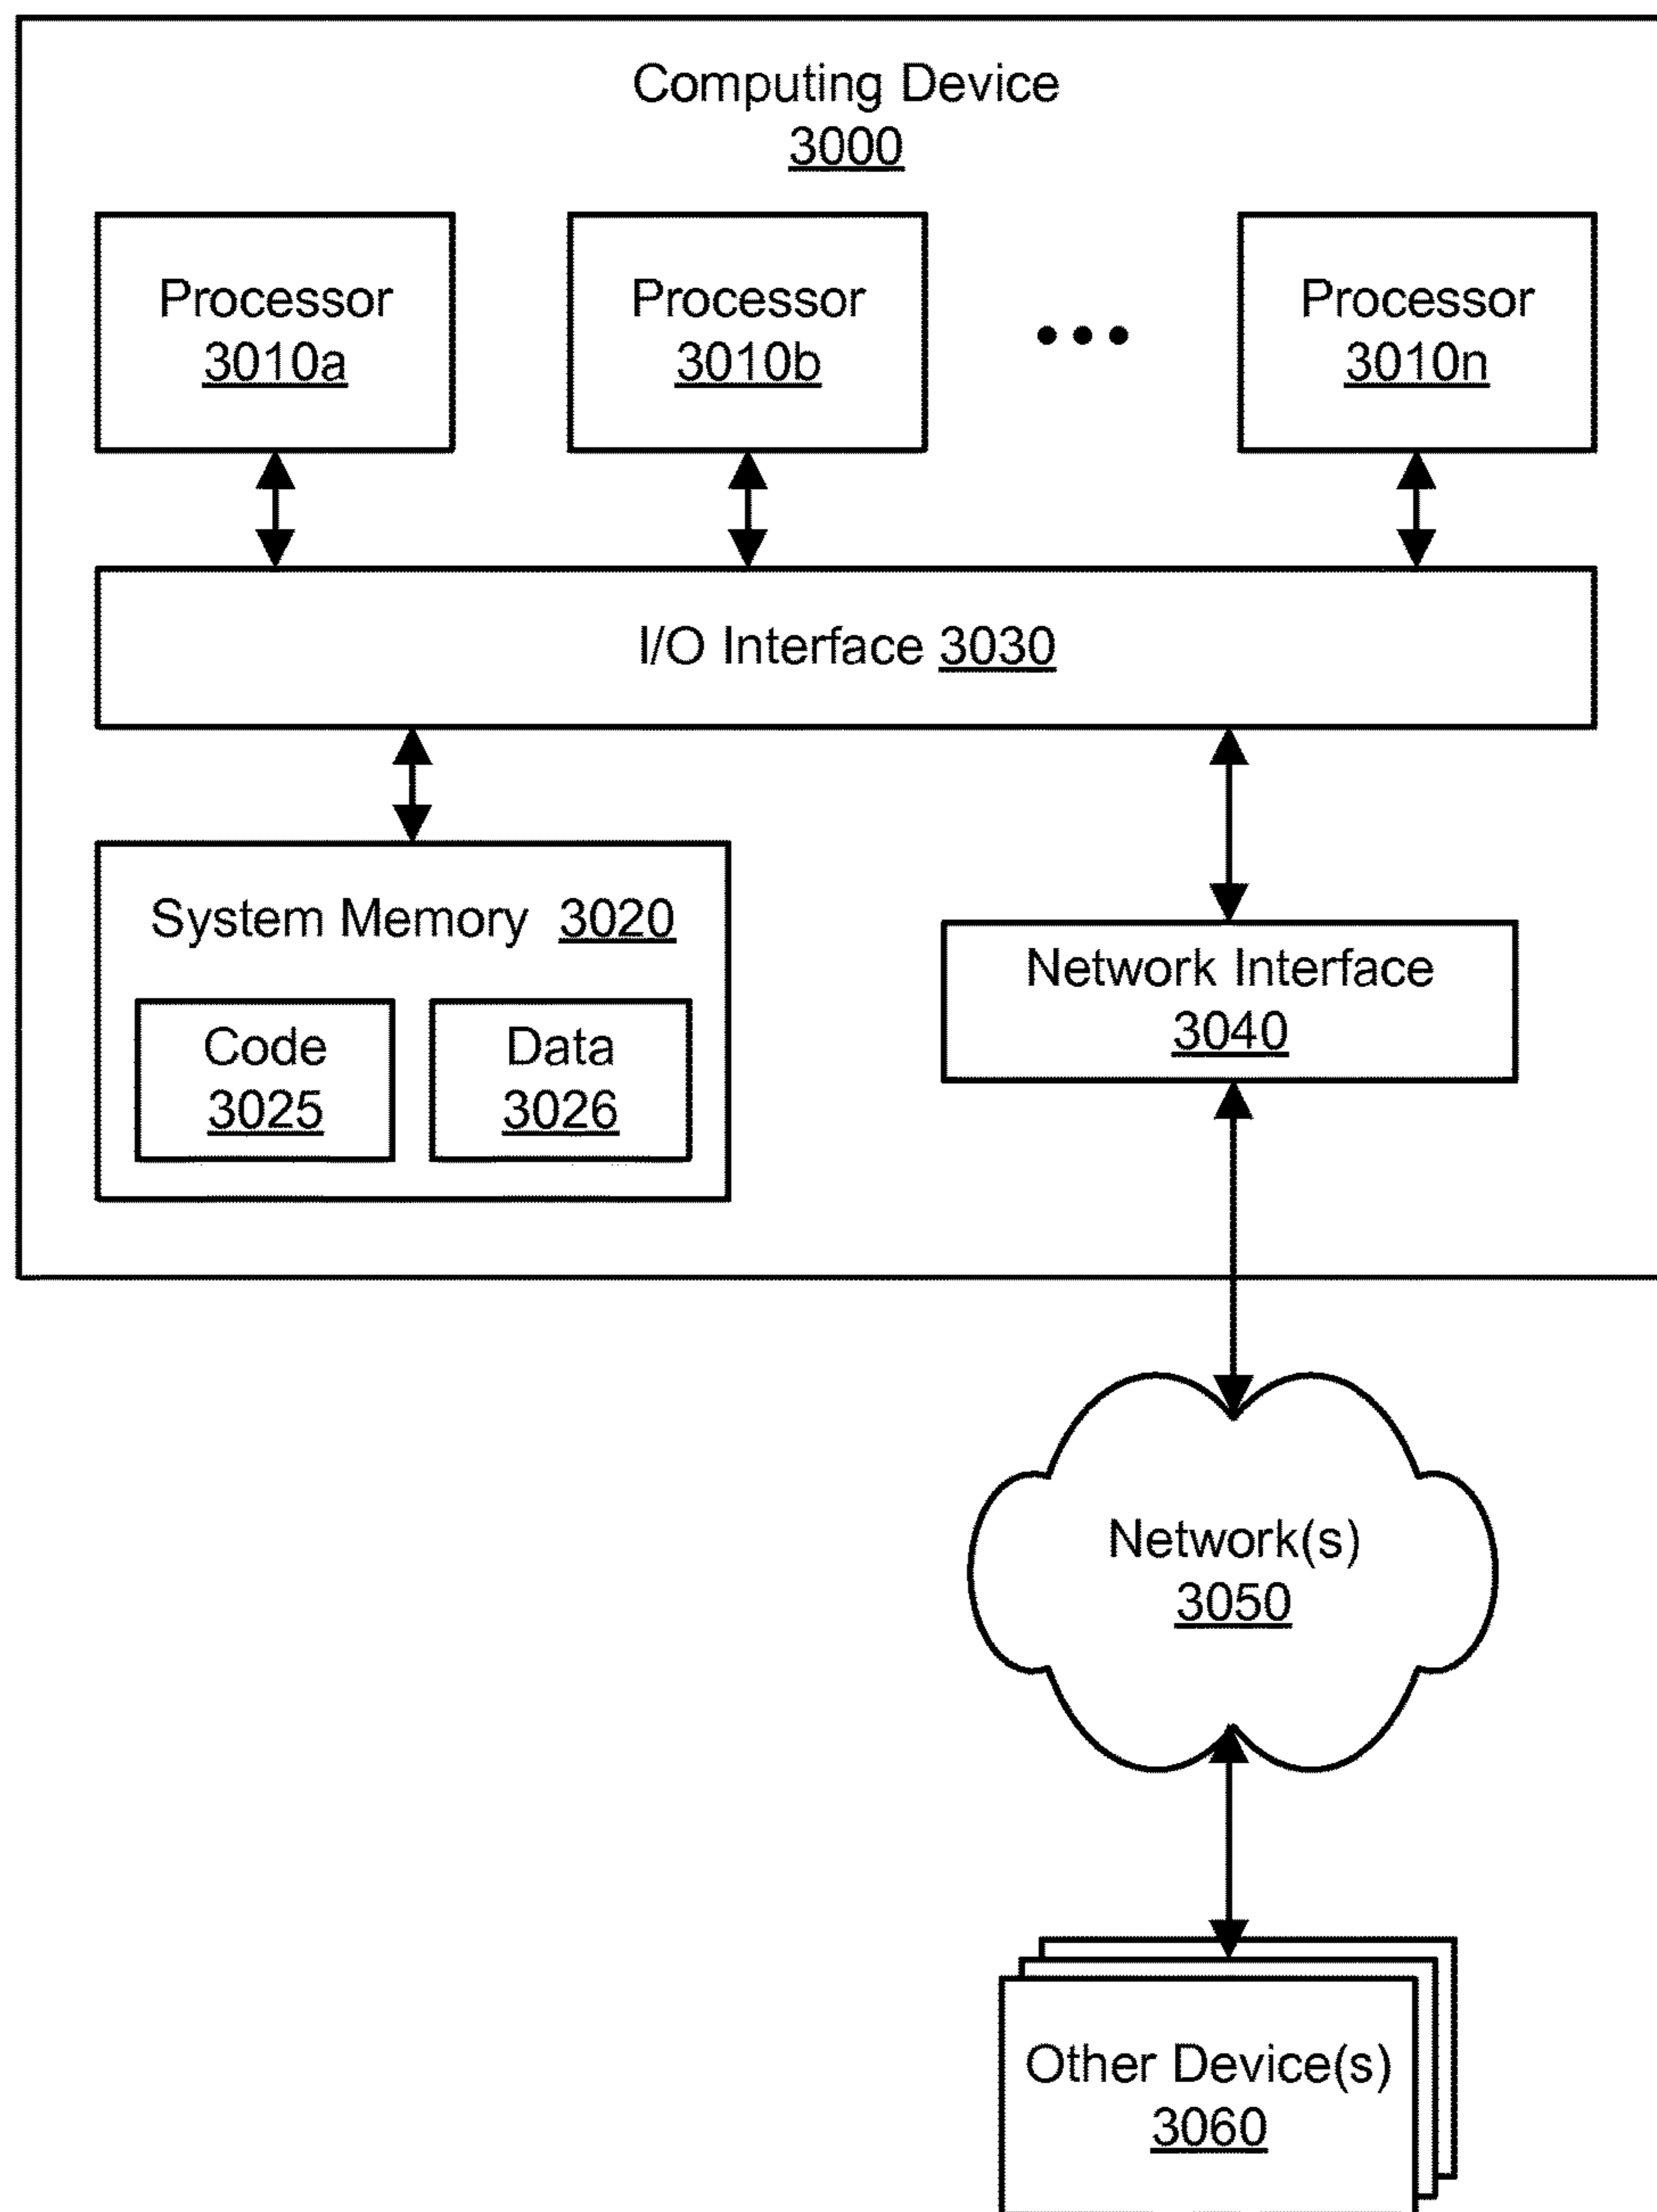 Computing Device
3000
Processor
3010a
Processor
3010b
Processor
3010n
I/O Interface 3030
System Memory 3020
Code
3025
Data
3026
Network Interface
3040
Network(s)
3050
Other Device(s)
3060